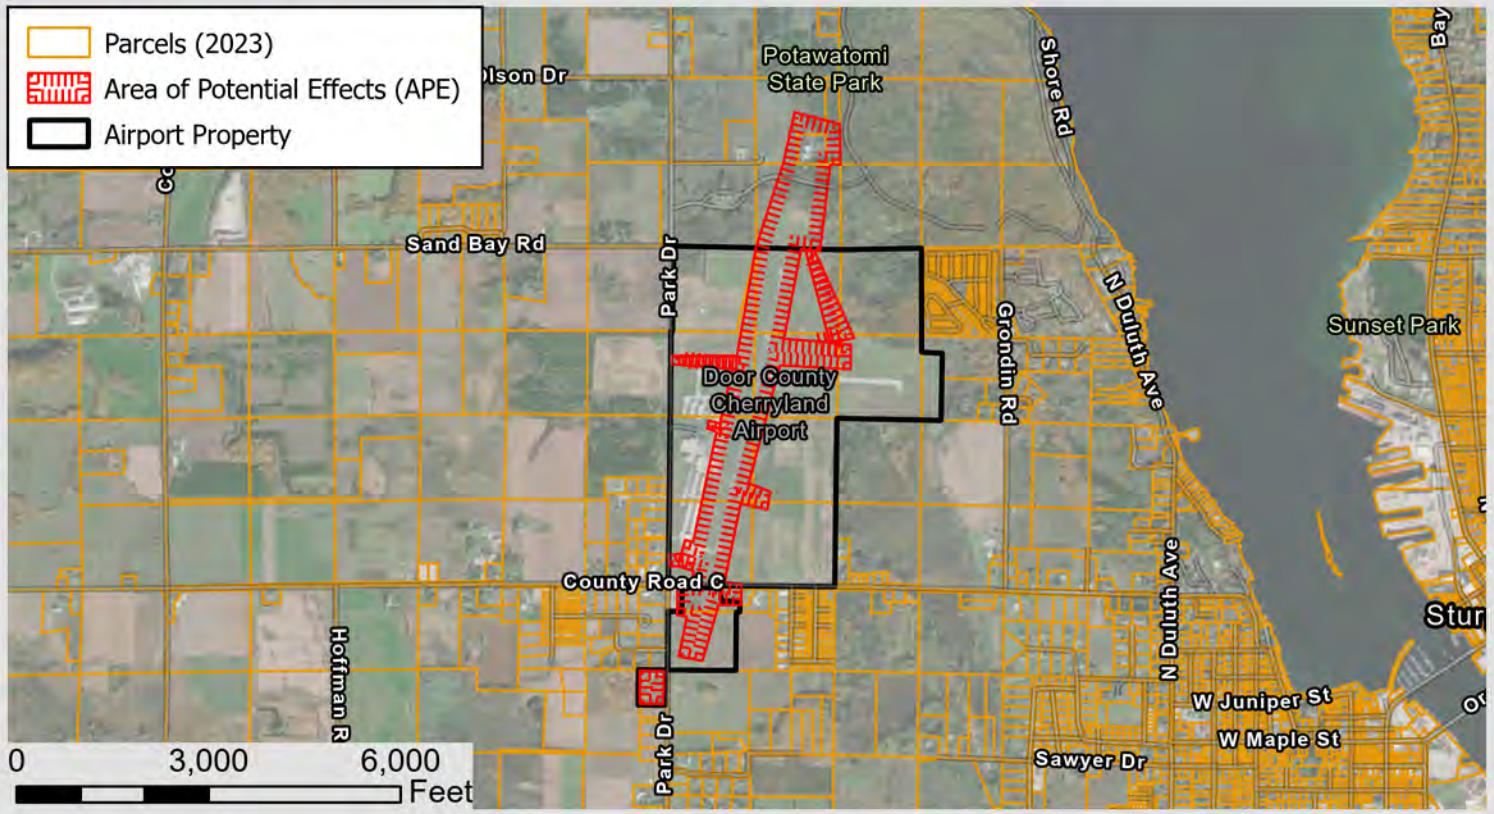 Parcels (2023)
Area of Potential Effects (APE)
Airport Property
Olson Dr
Potawatomi
State Park
Shore Rd
Bay
Co
Sand Bay Rd
Park Dr
N Duluth Ave
Grondin Rd
Sunset Park
Door County
Cherryland
Airport
County Road C
N Duluth Ave
Stur
Hoffman R
W Juniper St
W Maple St
Sawyer Dr
Park Dr
Or
0 3,000 6,000
Feet